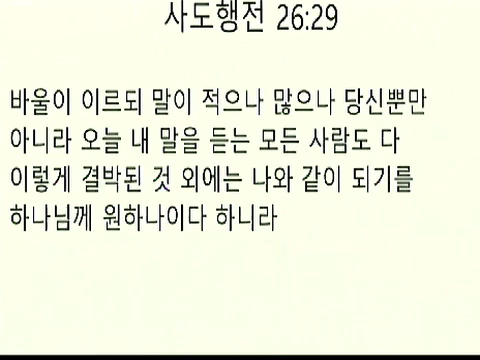 사도행전 26:29
바울이 이르되 말이 적으나 많으나 당신뿐만
아니라 오늘 내 말을 듣는 모든 사람도 다
이렇게 결박된 것 외에는 나와 같이 되기를
하나님께 원하나이다 하니라